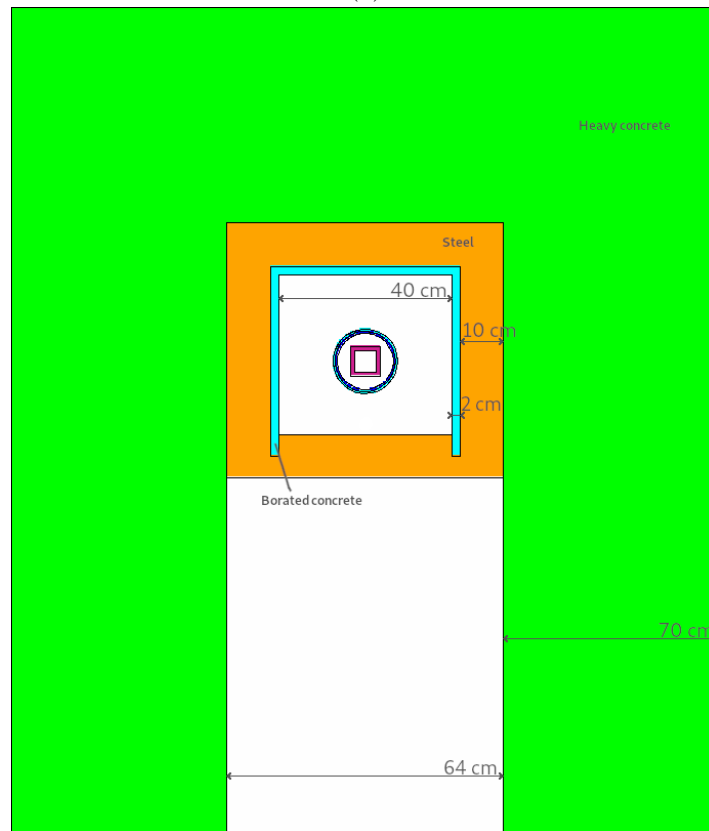 Heavy concrete
Steel
40 cm
10 cm
2 cm
Borated concrete
70 cm
64 cm